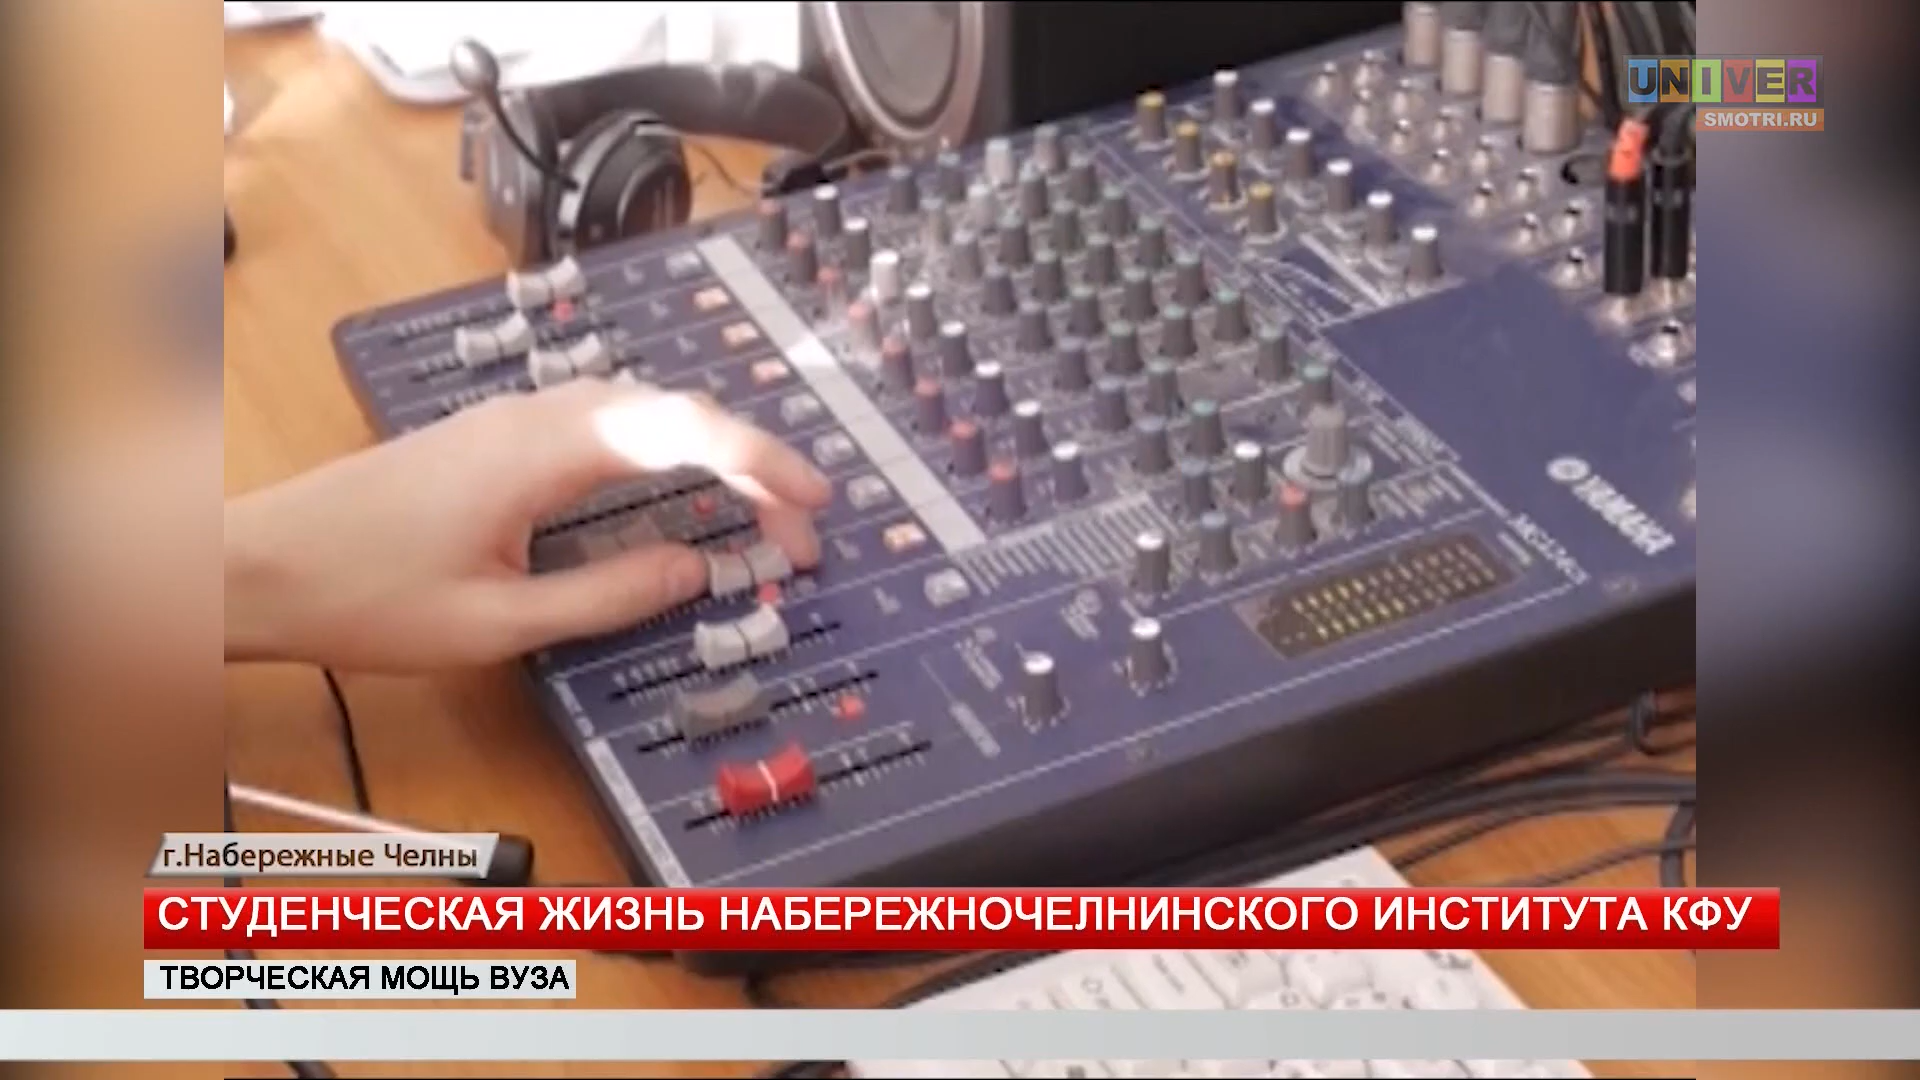 UNIVER
SMOTRI.RU
YAMAHA
г.Набережные Челны
СТУДЕНЧЕСКАЯ ЖИЗНЬ НАБЕРЕЖНОЧЕЛНИНСКОГО ИНСТИТУТА КФУ
ТВОРЧЕСКАЯ МОЩЬ ВУЗА